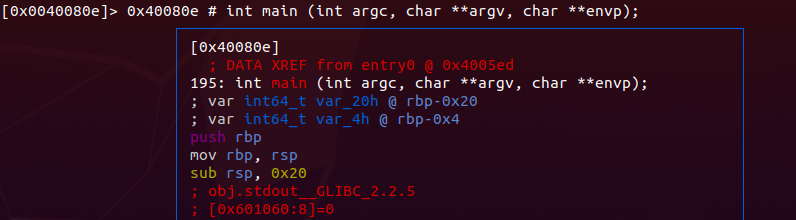 [0x0040080e]> 0x40080e # int main (int argc, char **argv, char **envp);
[0x40080e]
; DATA XREF from entry0 @ 0x4005ed
195: int main (int argc, char **argv, char **envp);
; var int64_t var_20h @ rbp-0x20
; var int64_t var_4h @ rbp-0x4
push rbp
mov rbp, rsp
sub rsp, 0x20
; obj.stdout__GLIBC_2.2.5
; [0x601060:8]=0